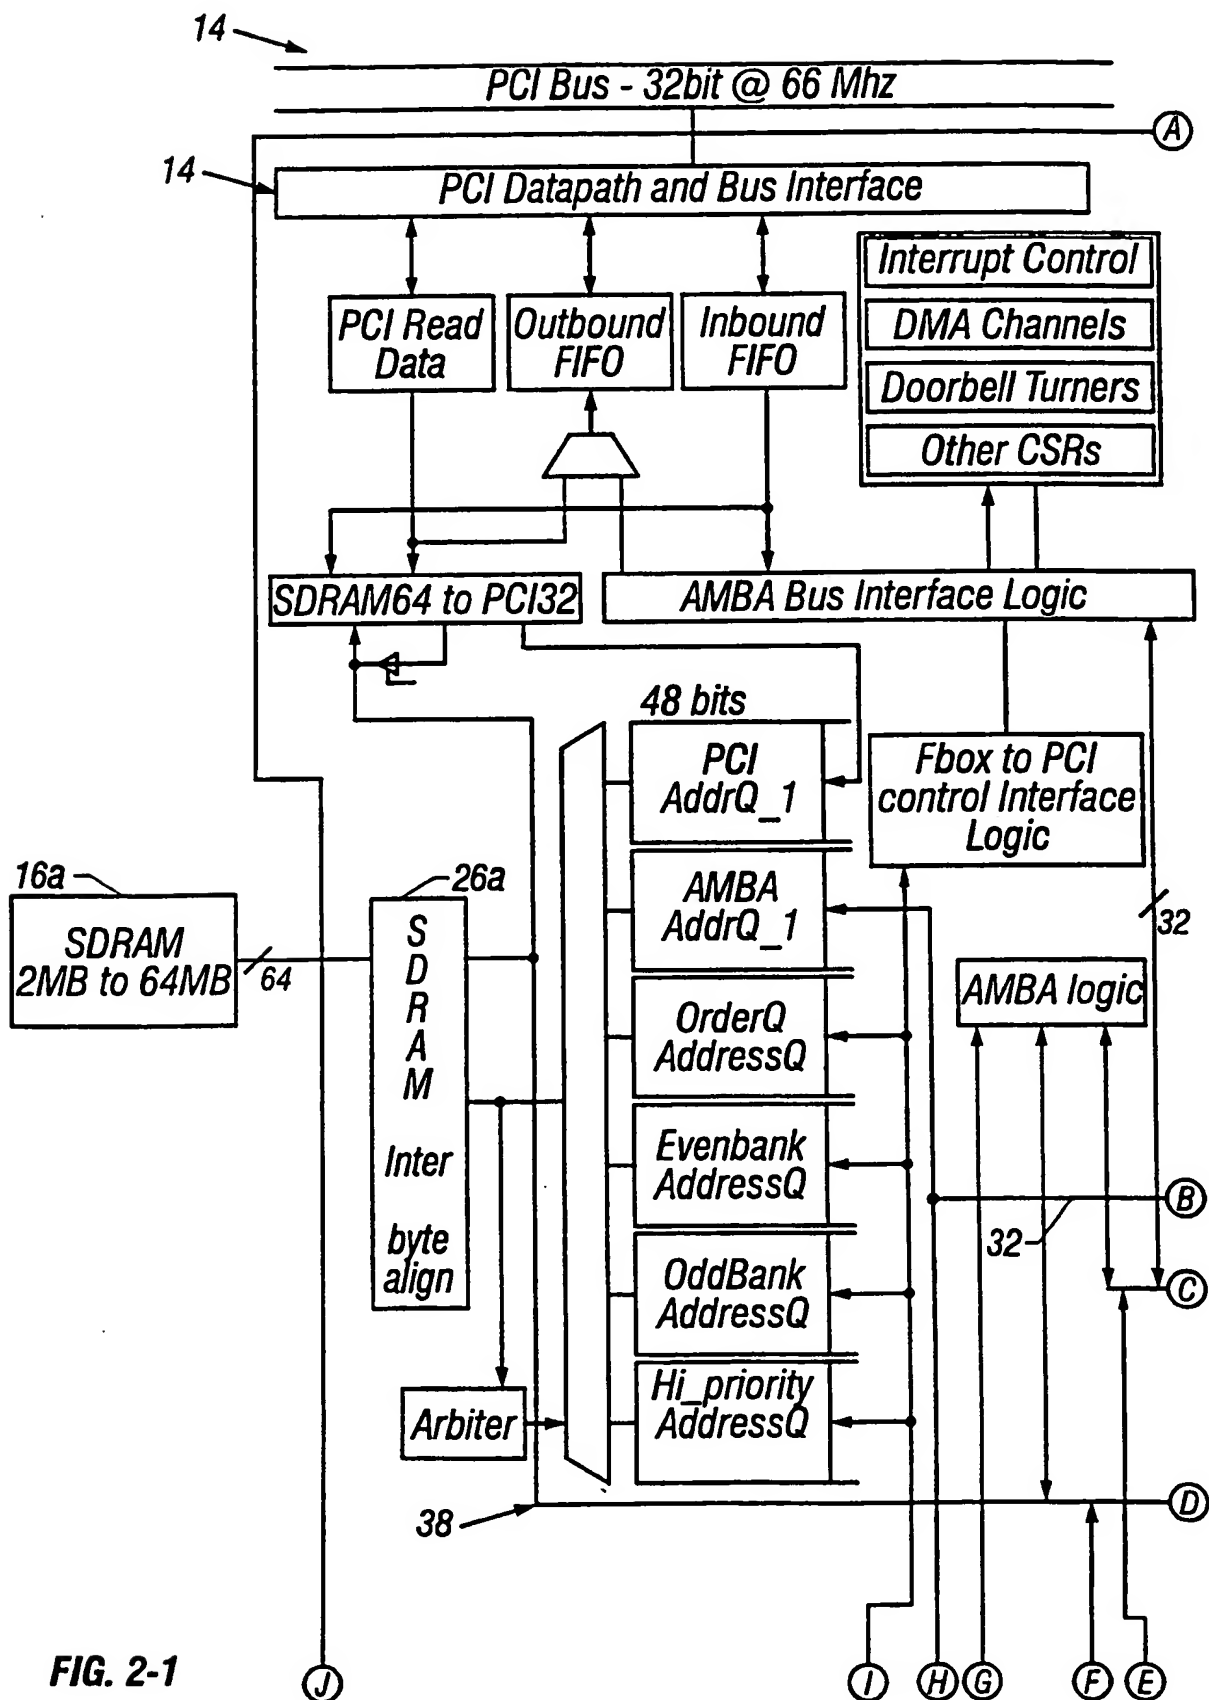 14
PCI Bus - 32bit @ 66 Mhz
A
14
PCI Datapath and Bus Interface
PCI Read
Data
Outbound
FIFO
Inbound
FIFO
Interrupt Control
DMA Channels
Doorbell Turners
Other CSRs
SDRAM64 to PCI32
AMBA Bus Interface Logic
48 bits
PCI
AddrQ_1
Fbox to PCI
control Interface
Logic
16a
SDRAM
2MB to 64MB
64
26a
S
D
R
A
M
Inter
byte
align
AMBA
AddrQ_1
32
AMBA logic
OrderQ
AddressQ
Evenbank
AddressQ
32
B
OddBank
AddressQ
C
Hi_priority
AddressQ
Arbiter
38
D
FIG. 2-1
J
I
H
G
F
E